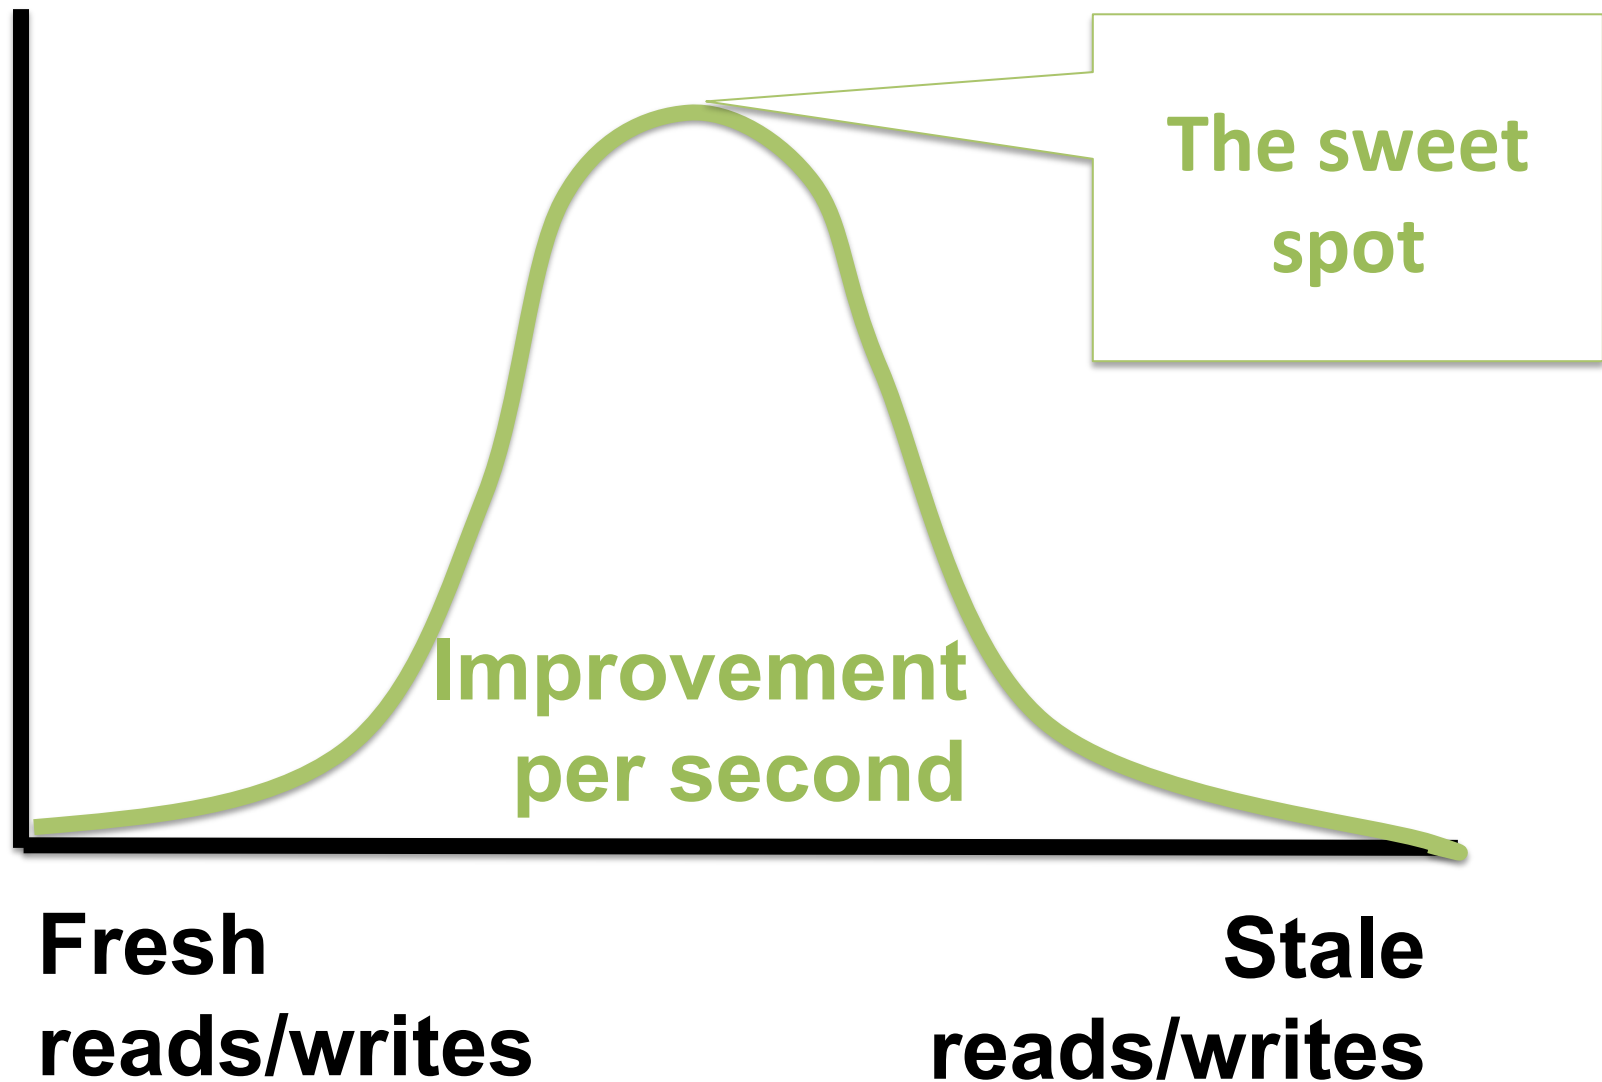 The sweet
spot
Improvement
per second
Fresh
reads/writes
Stale
reads/writes